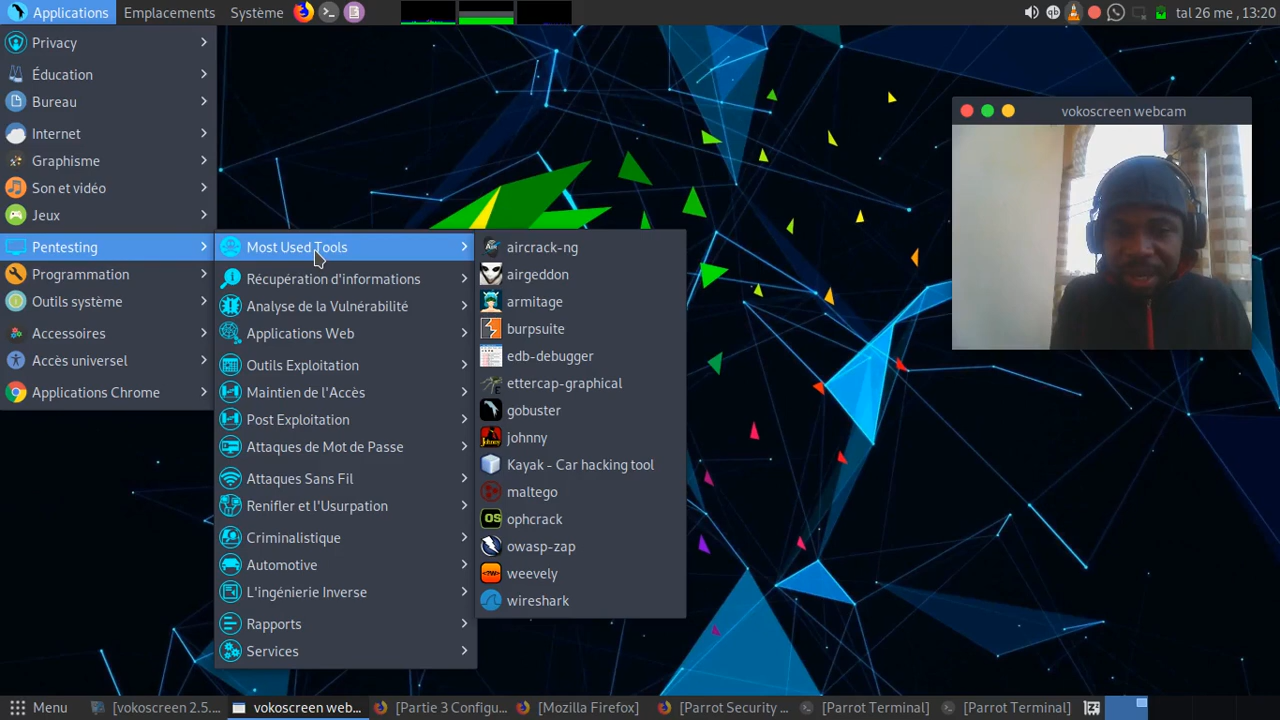 Applications Emplacements Système tal 26 me , 13:20
Privacy
Éducation
Bureau
Internet
Graphisme
Son et vidéo
Jeux
Pentesting
Programmation
Outils système
Accessoires
Accès universel
Applications Chrome
Most Used Tools
Récupération d'informations
Analyse de la Vulnérabilité
Applications Web
Outils Exploitation
Maintien de l'Accès
Post Exploitation
Attaques de Mot de Passe
Attaques Sans Fil
Renifler et l'Usurpation
Criminalistique
Automotive
L'ingénierie Inverse
Rapports
Services
aircrack-ng
airgeddon
armitage
burpsuite
edb-debugger
ettercap-graphical
gobuster
johnny
Kayak - Car hacking tool
maltego
ophcrack
owasp-zap
weevely
wireshark
vokoscreen webcam
Menu [vokoscreen 2.5.... vokoscreen web... [Partie 3 Configu... [Mozilla Firefox] [Parrot Security ... [Parrot Terminal] [Parrot Terminal]